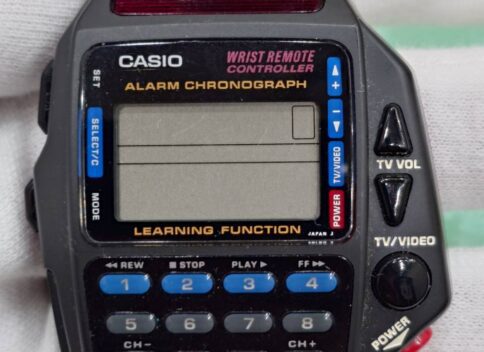 CASIO
WRIST REMOTE
CONTROLLER
ALARM CHRONOGRAPH
SET
SELECT/C
MODE
▲ + − ▼
TV/VIDEO
POWER
LEARNING FUNCTION
JAPAN J
TV VOL
TV/VIDEO
POWER
◀◀ REW ■ STOP PLAY ▶ FF ▶▶
1 2 3 4
5 6 7 8
CH− CH+